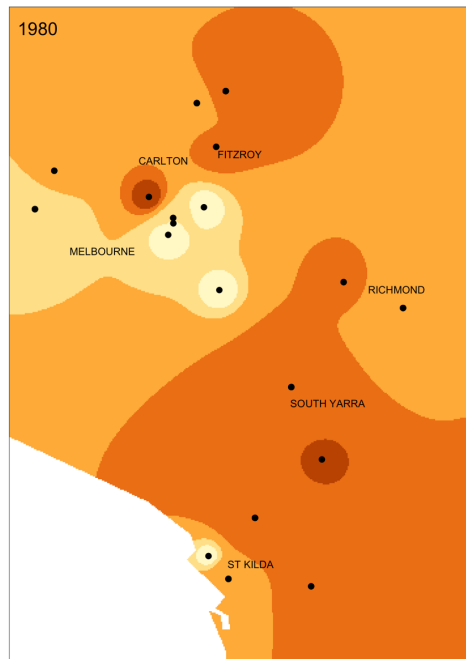 1980
FITZROY
CARLTON
MELBOURNE
RICHMOND
SOUTH YARRA
ST KILDA